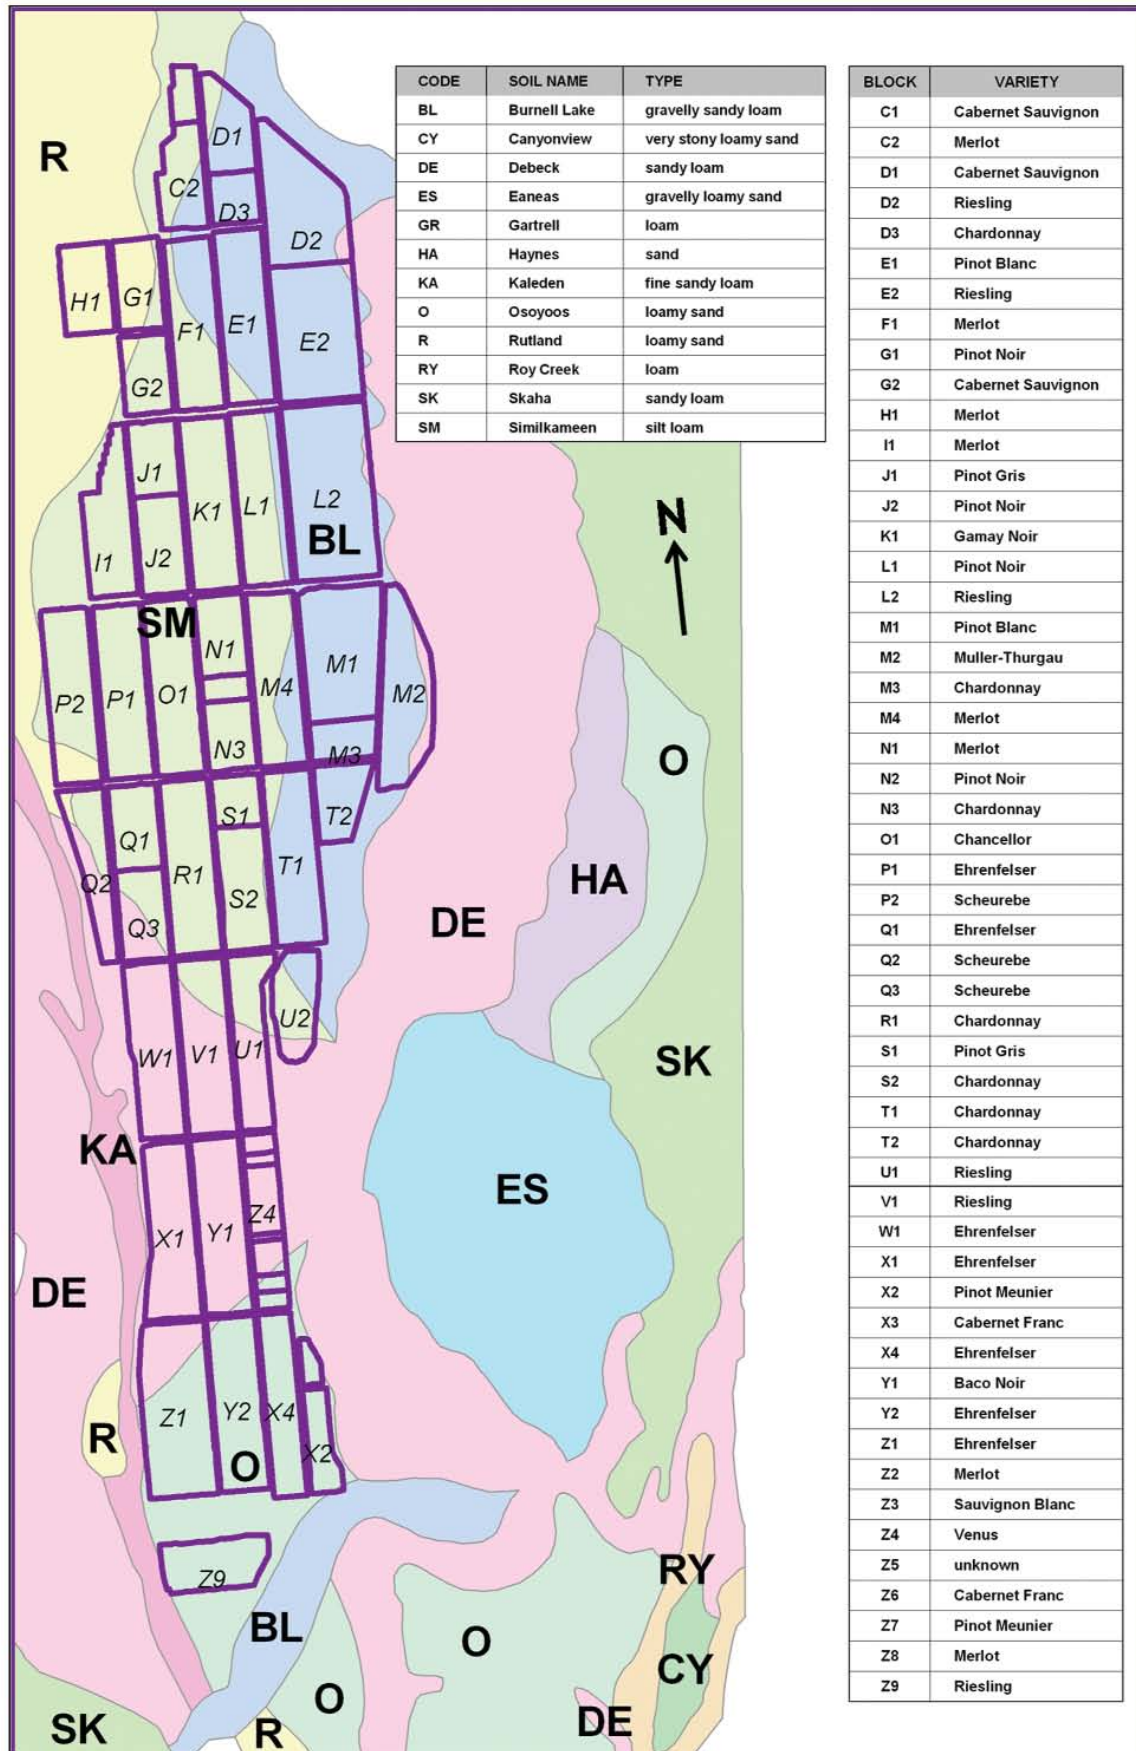 CODE SOIL NAME TYPE
BL Burnell Lake gravelly sandy loam
CY Canyonview very stony loamy sand
DE Debeck sandy loam
ES Eaneas gravelly loamy sand
GR Gartrell loam
HA Haynes sand
KA Kaleden fine sandy loam
O Osoyoos loamy sand
R Rutland loamy sand
RY Roy Creek loam
SK Skaha sandy loam
SM Similkameen silt loam
BLOCK VARIETY
C1 Cabernet Sauvignon
C2 Merlot
D1 Cabernet Sauvignon
D2 Riesling
D3 Chardonnay
E1 Pinot Blanc
E2 Riesling
F1 Merlot
G1 Pinot Noir
G2 Cabernet Sauvignon
H1 Merlot
I1 Merlot
J1 Pinot Gris
J2 Pinot Noir
K1 Gamay Noir
L1 Pinot Noir
L2 Riesling
M1 Pinot Blanc
M2 Muller-Thurgau
M3 Chardonnay
M4 Merlot
N1 Merlot
N2 Pinot Noir
N3 Chardonnay
O1 Chancellor
P1 Ehrenfelser
P2 Scheurebe
Q1 Ehrenfelser
Q2 Scheurebe
Q3 Scheurebe
R1 Chardonnay
S1 Pinot Gris
S2 Chardonnay
T1 Chardonnay
T2 Chardonnay
U1 Riesling
V1 Riesling
W1 Ehrenfelser
X1 Ehrenfelser
X2 Pinot Meunier
X3 Cabernet Franc
X4 Ehrenfelser
Y1 Baco Noir
Y2 Ehrenfelser
Z1 Ehrenfelser
Z2 Merlot
Z3 Sauvignon Blanc
Z4 Venus
Z5 unknown
Z6 Cabernet Franc
Z7 Pinot Meunier
Z8 Merlot
Z9 Riesling
R
D1
C2
D3
D2
H1
G1
F1
E1
E2
G2
J1
K1
L1
L2
BL
I1
J2
N
SM
N1
M1
P2
P1
O1
M4
M2
N3
M3
O
S1
T2
Q1
R1
T1
HA
Q2
S2
Q3
DE
U2
W1
V1
U1
SK
KA
ES
X1
Y1
Z4
DE
R
Z1
Y2
X4
X2
O
Z9
RY
BL
O
CY
O
SK
R
DE